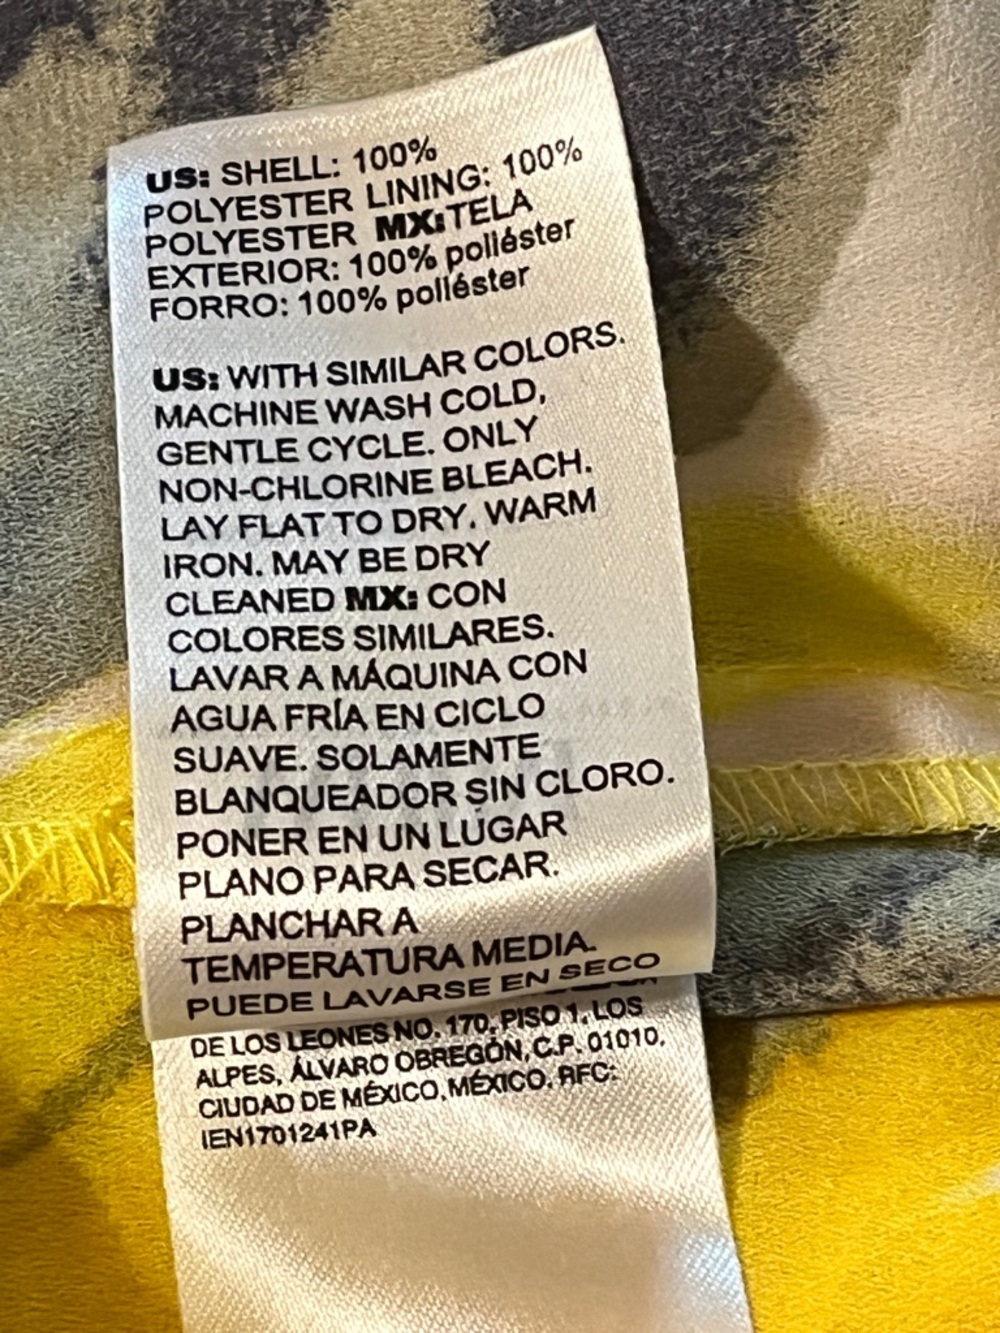 US: SHELL: 100%
POLYESTER LINING: 100%
POLYESTER MX:TELA
EXTERIOR: 100% poliéster
FORRO: 100% poliéster
US: WITH SIMILAR COLORS.
MACHINE WASH COLD,
GENTLE CYCLE. ONLY
NON-CHLORINE BLEACH.
LAY FLAT TO DRY. WARM
IRON. MAY BE DRY
CLEANED MX: CON
COLORES SIMILARES.
LAVAR A MÁQUINA CON
AGUA FRÍA EN CICLO
SUAVE. SOLAMENTE
BLANQUEADOR SIN CLORO.
PONER EN UN LUGAR
PLANO PARA SECAR.
PLANCHAR A
TEMPERATURA MEDIA.
PUEDE LAVARSE EN SECO
DE LOS LEONES NO. 170, PISO 1, LOS
ALPES, ÁLVARO OBREGÓN, C.P. 01010,
CIUDAD DE MÉXICO, MÉXICO. RFC:
IEN1701241PA